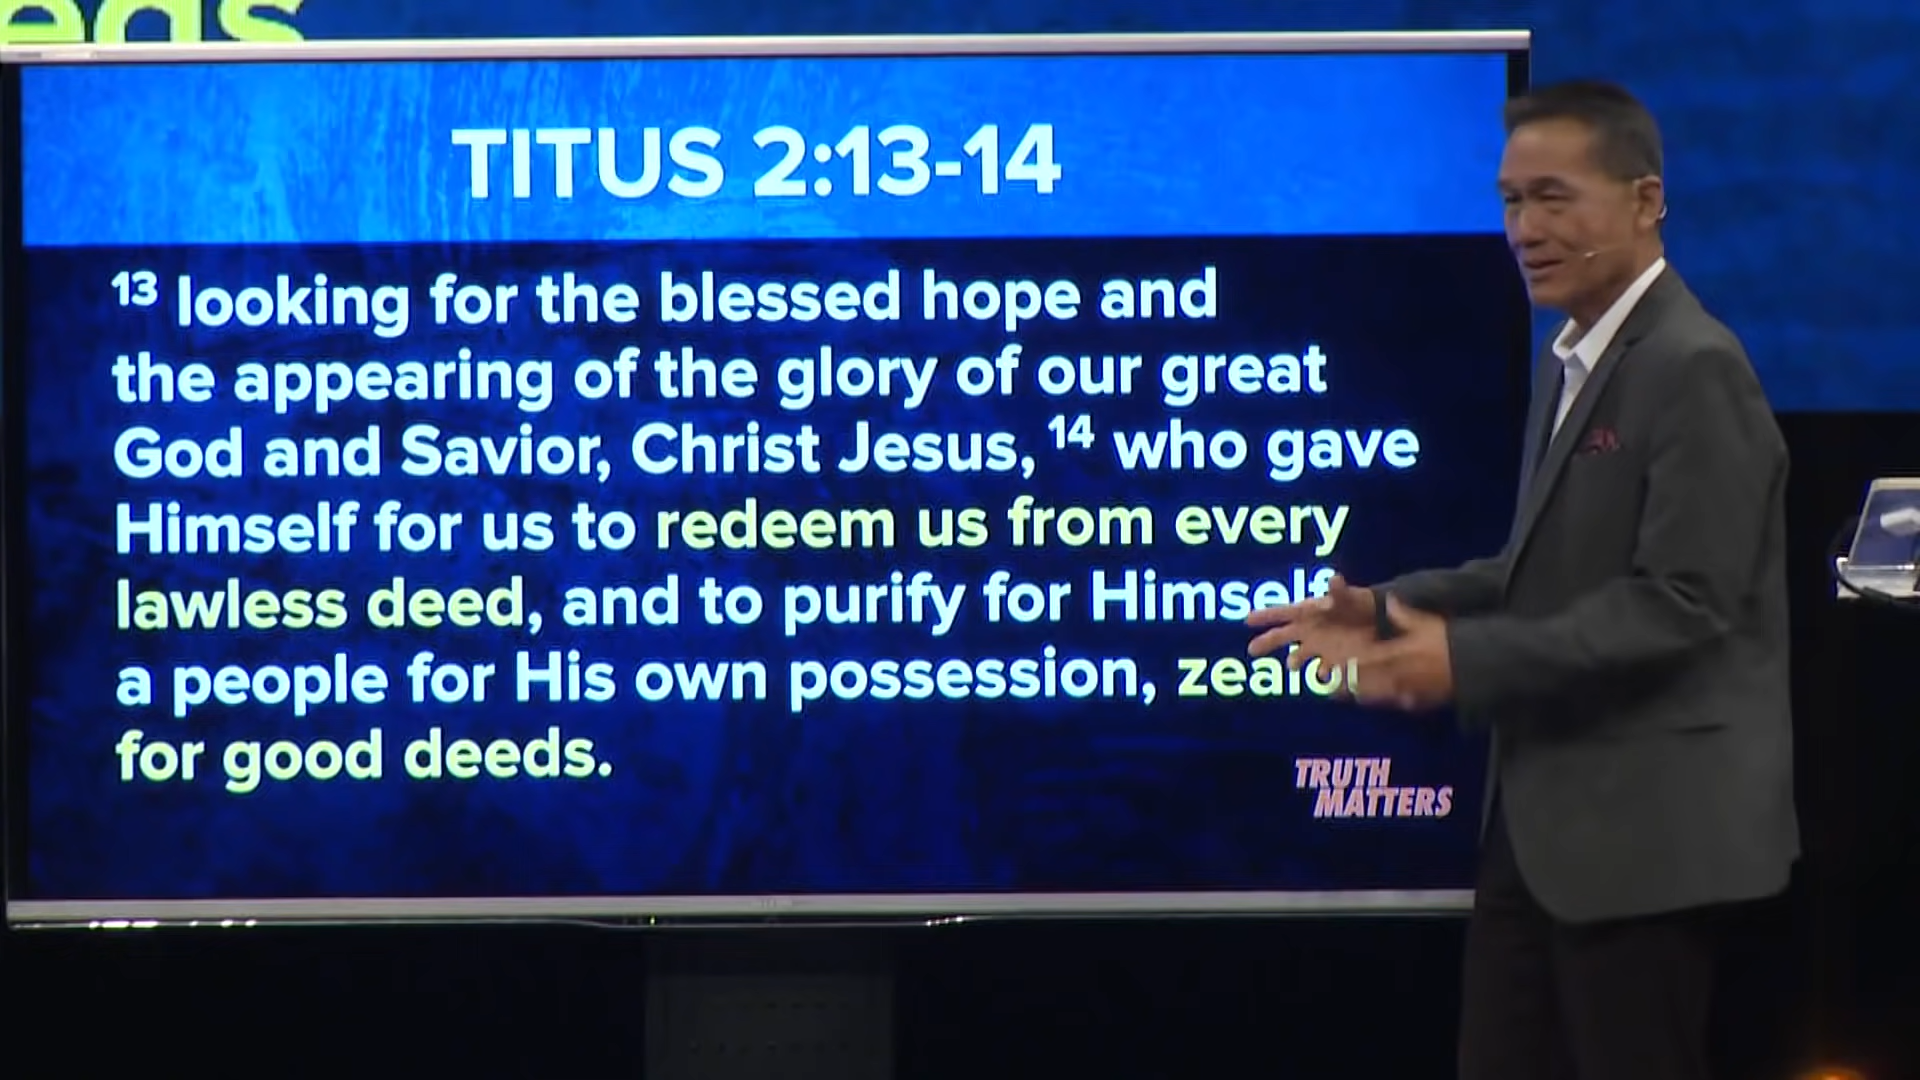 TITUS 2:13-14
13 looking for the blessed hope and
the appearing of the glory of our great
God and Savior, Christ Jesus, 14 who gave
Himself for us to redeem us from every
lawless deed, and to purify for Himself
a people for His own possession,
for good deeds.
TRUTH
MATTERS